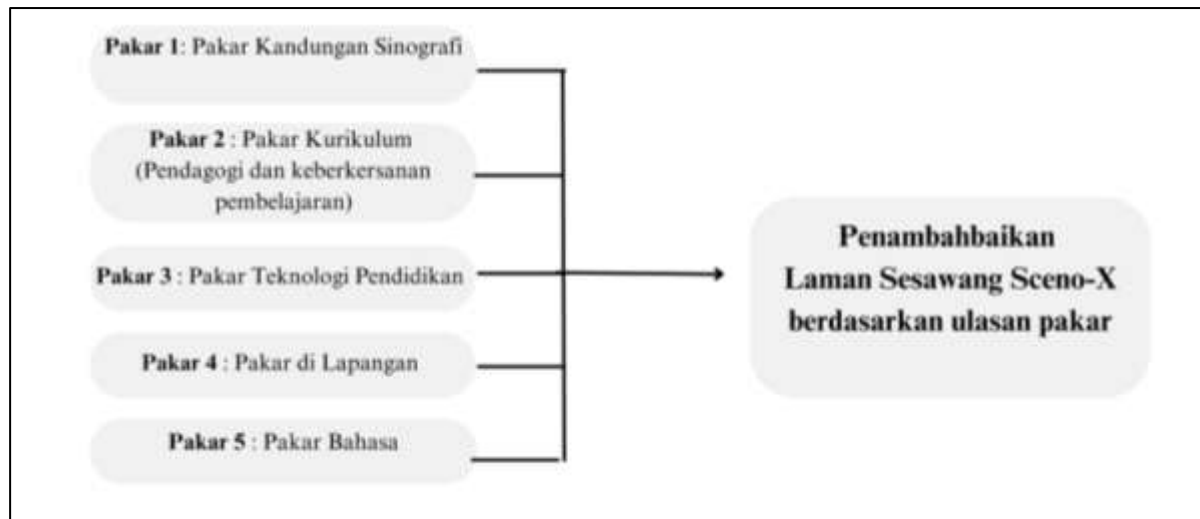 Pakar 1: Pakar Kandungan Sinografi
Pakar 2 : Pakar Kurikulum
(Pendagogi dan keberkersanan
pembelajaran)
Pakar 3 : Pakar Teknologi Pendidikan
Pakar 4 : Pakar di Lapangan
Pakar 5 : Pakar Bahasa
Penambahbaikan
Laman Sesawang Sceno-X
berdasarkan ulasan pakar